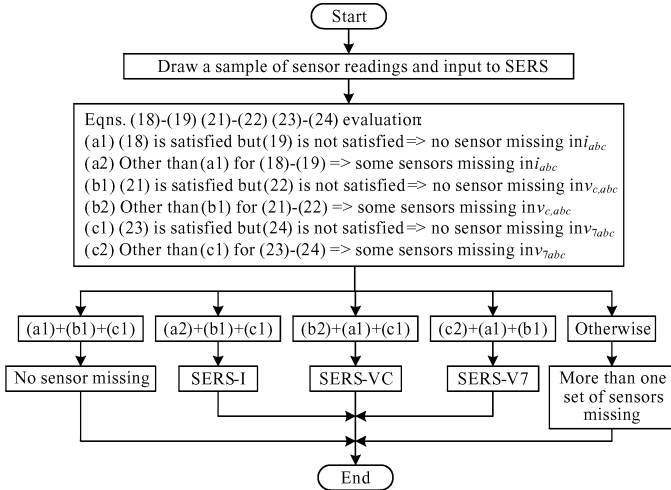 Start
Draw a sample of sensor readings and input to SERS
Eqns. (18)-(19) (21)-(22) (23)-(24) evaluation:
(a1) (18) is satisfied but (19) is not satisfied => no sensor missing in i_abc
(a2) Other than (a1) for (18)-(19) => some sensors missing in i_abc
(b1) (21) is satisfied but (22) is not satisfied => no sensor missing in v_c,abc
(b2) Other than (b1) for (21)-(22) => some sensors missing in v_c,abc
(c1) (23) is satisfied but (24) is not satisfied => no sensor missing in v_7abc
(c2) Other than (c1) for (23)-(24) => some sensors missing in v_7abc
(a1)+(b1)+(c1)
(a2)+(b1)+(c1)
(b2)+(a1)+(c1)
(c2)+(a1)+(b1)
Otherwise
No sensor missing
SERS-I
SERS-VC
SERS-V7
More than one
set of sensors
missing
End